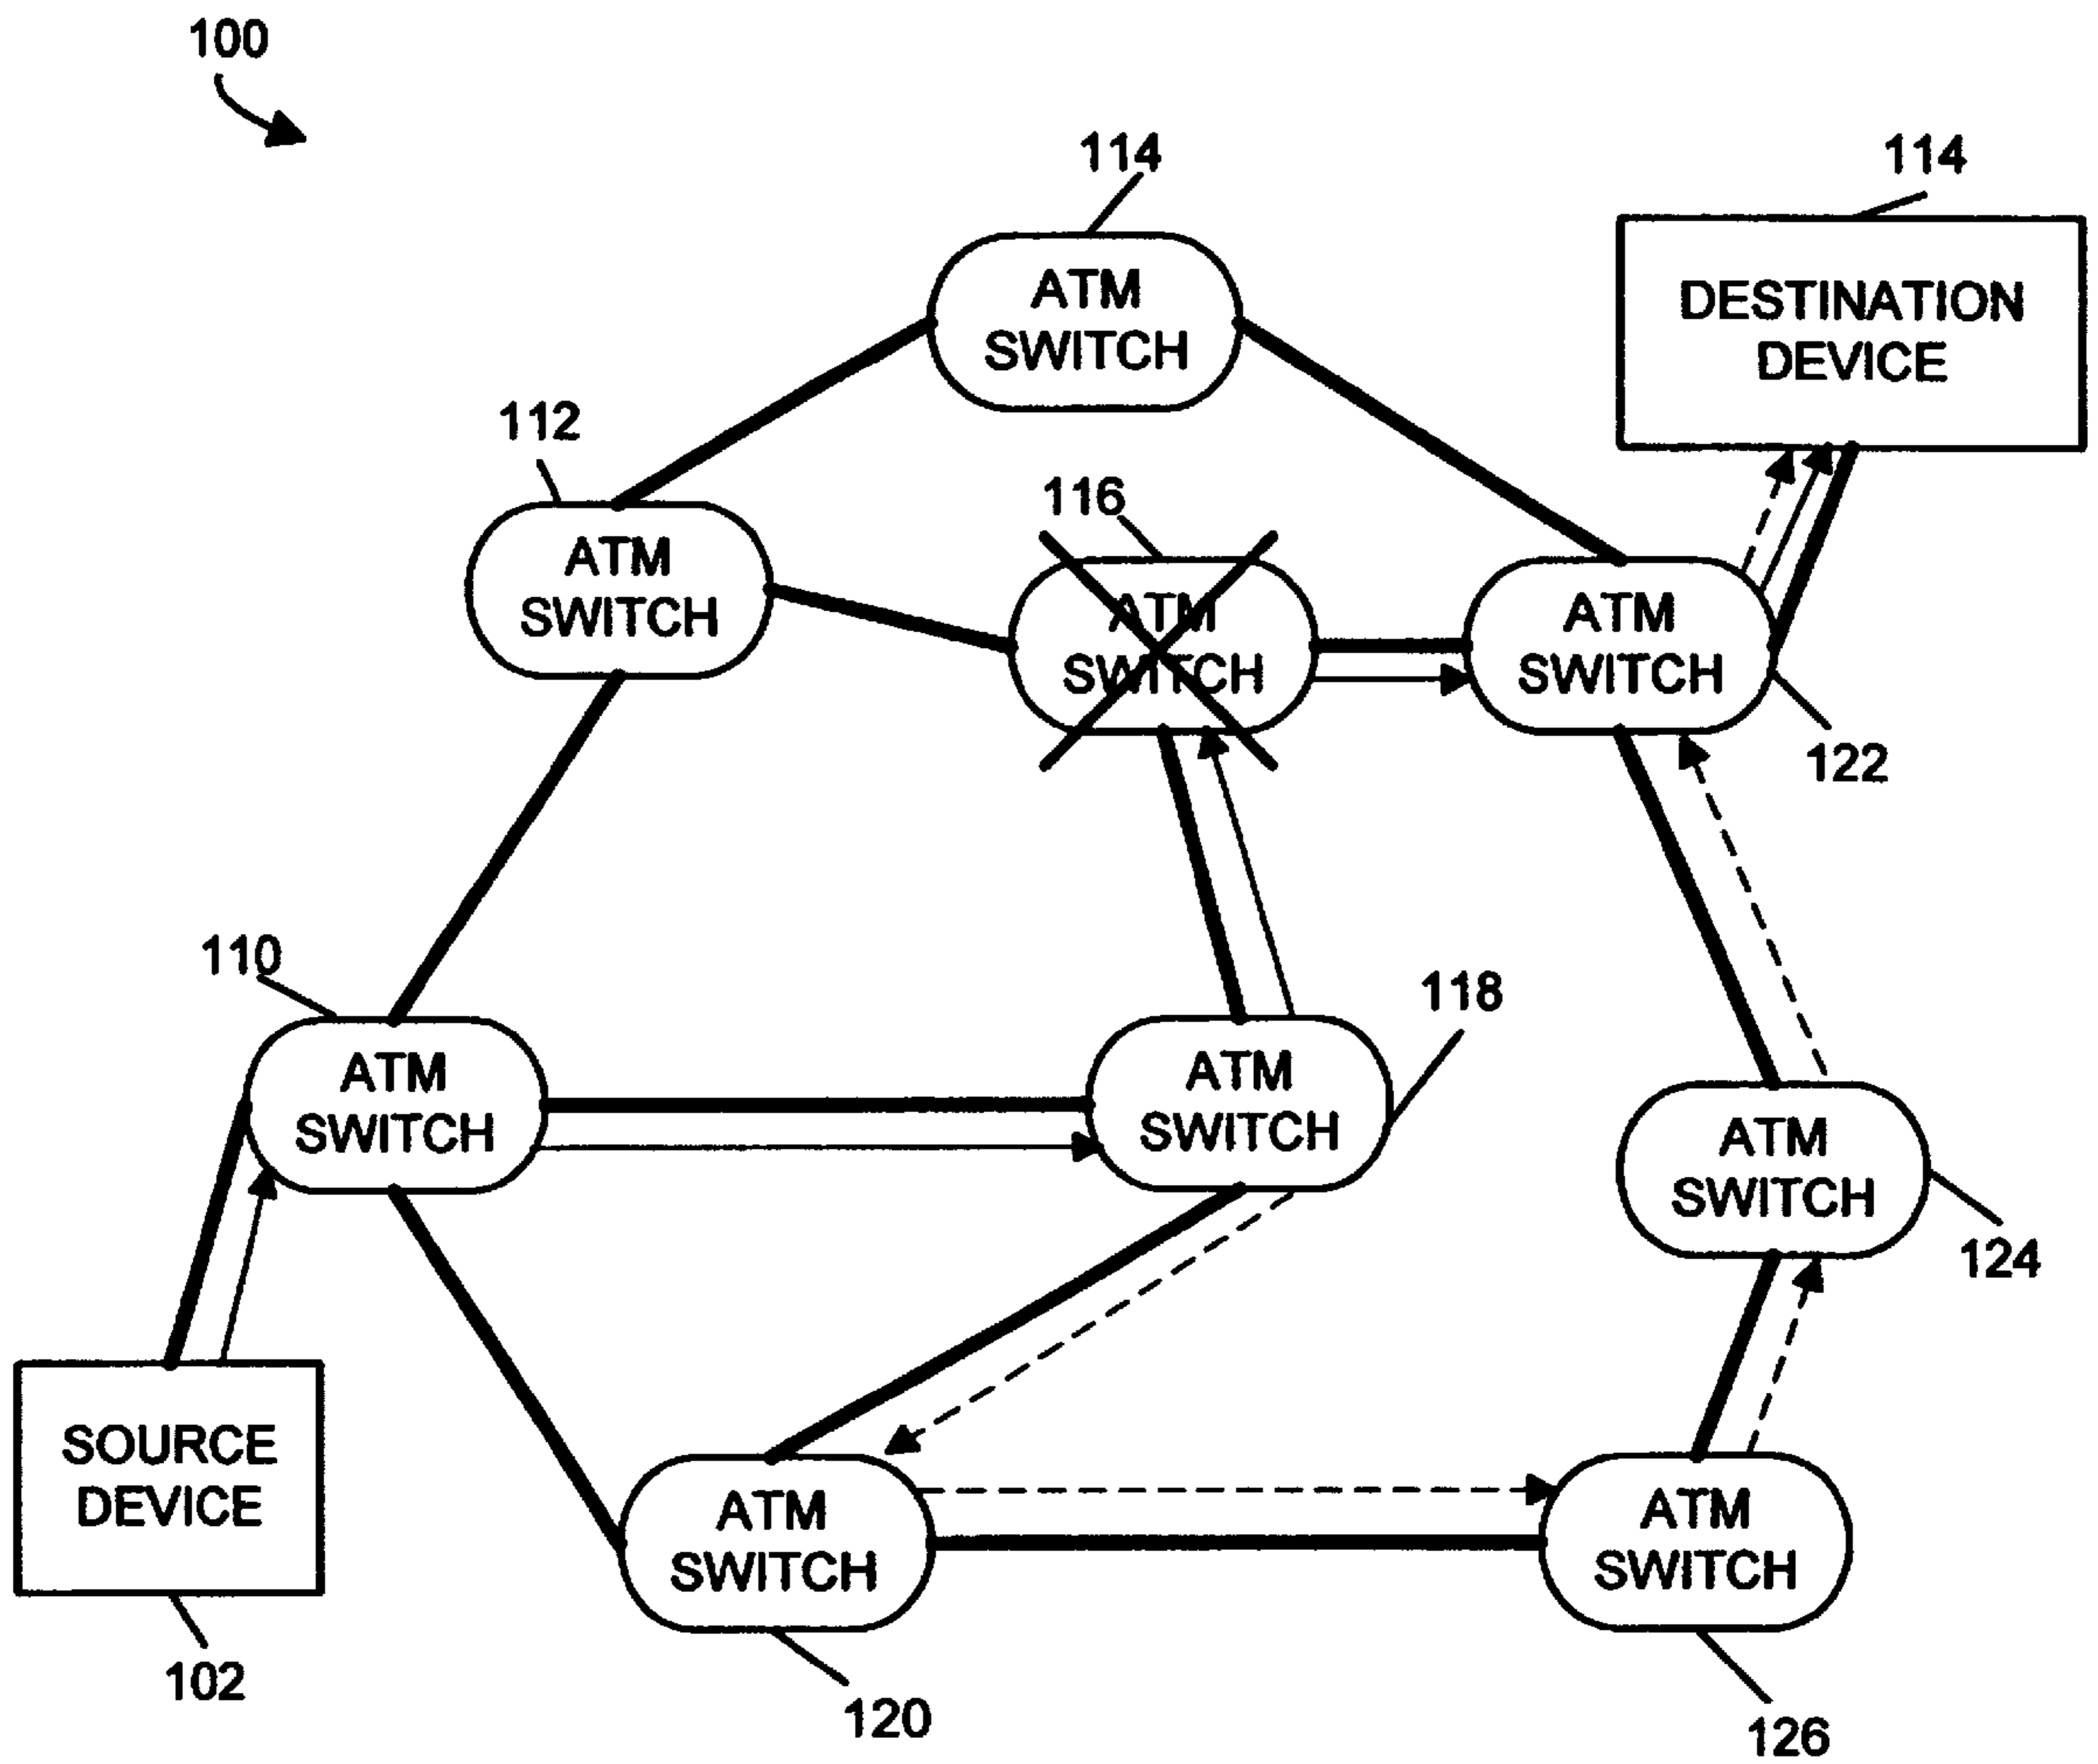 100
114
114
ATM
SWITCH
DESTINATION
DEVICE
112
116
ATM
SWITCH
ATM
SWITCH
ATM
SWITCH
122
110
118
ATM
SWITCH
ATM
SWITCH
ATM
SWITCH
124
SOURCE
DEVICE
ATM
SWITCH
ATM
SWITCH
102
120
126